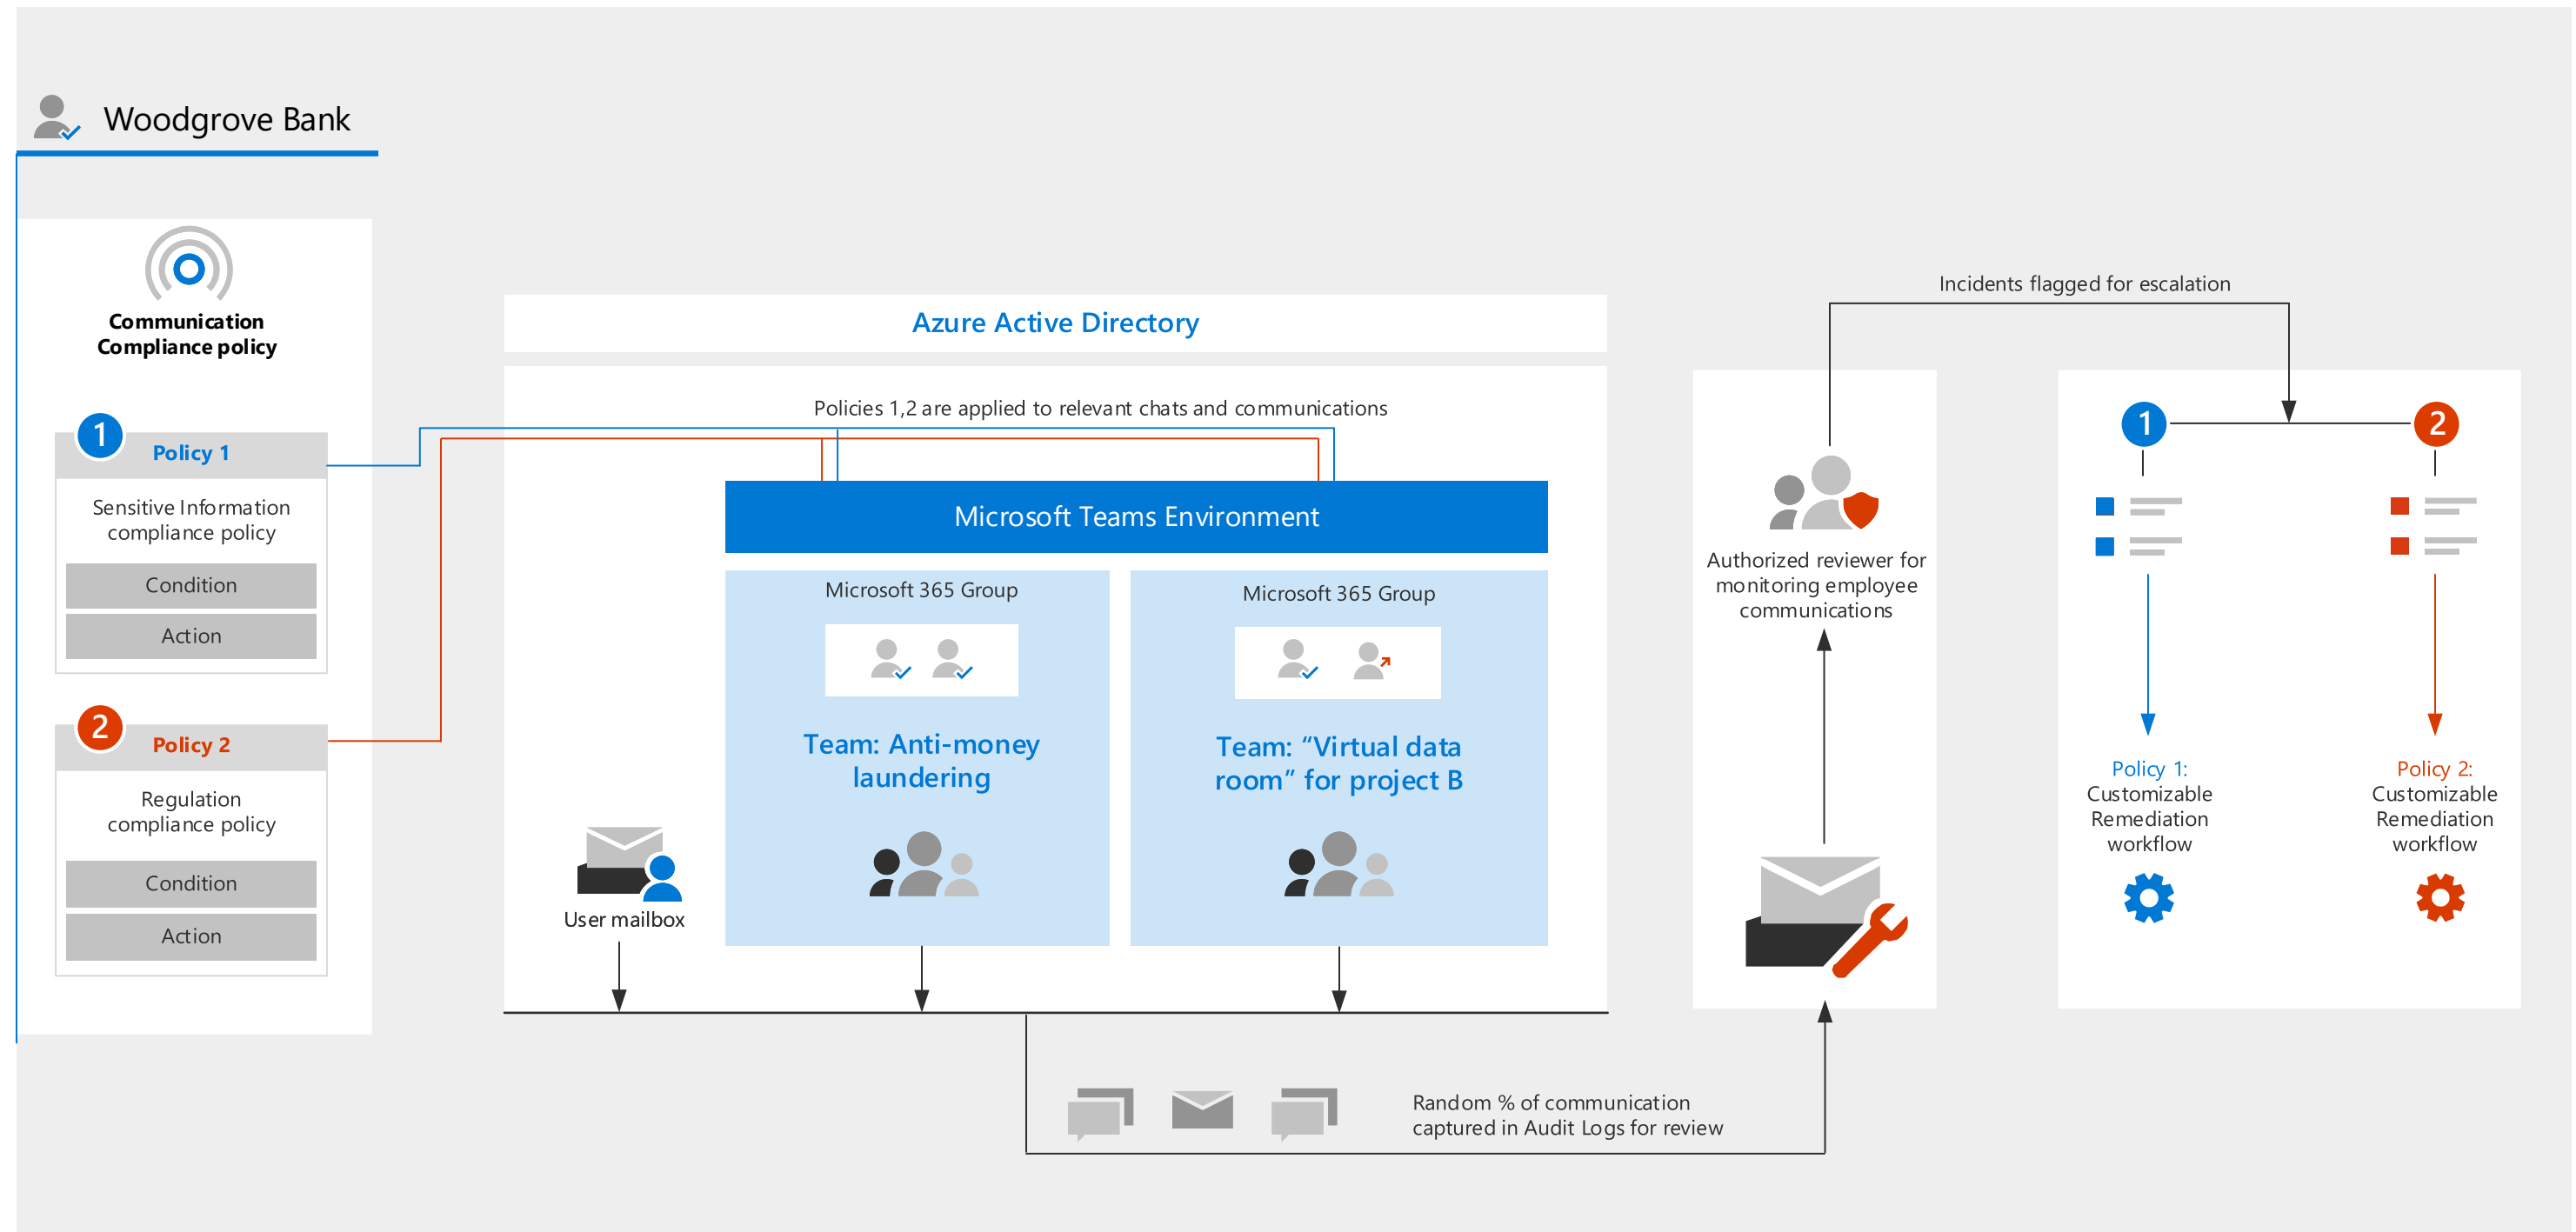 Woodgrove Bank
Communication
Compliance policy
1
Policy 1
Sensitive Information
compliance policy
Condition
Action
2
Policy 2
Regulation
compliance policy
Condition
Action
Azure Active Directory
Policies 1,2 are applied to relevant chats and communications
Microsoft Teams Environment
Microsoft 365 Group
Team: Anti-money
laundering
Microsoft 365 Group
Team: “Virtual data
room” for project B
User mailbox
Random % of communication
captured in Audit Logs for review
Authorized reviewer for
monitoring employee
communications
Incidents flagged for escalation
1
2
Policy 1:
Customizable
Remediation
workflow
Policy 2:
Customizable
Remediation
workflow